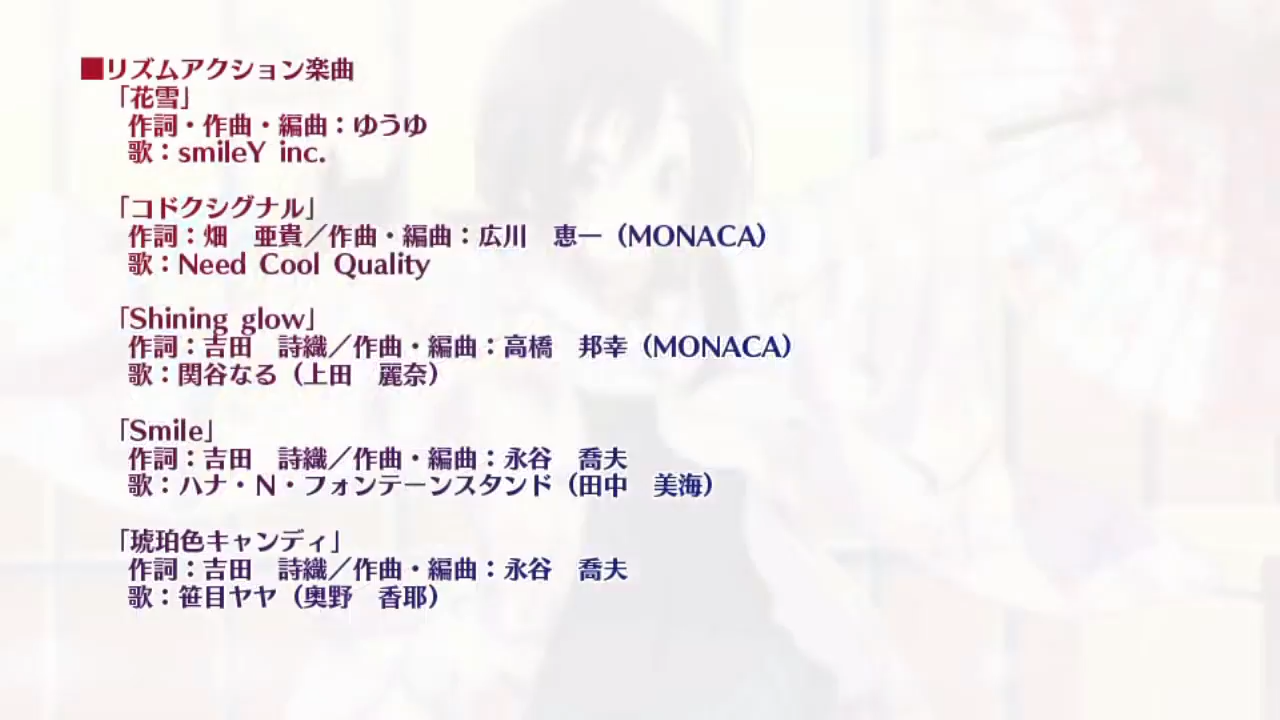 ■リズムアクション楽曲
「花雪」
作詞・作曲・編曲：ゆうゆ
歌：smileY inc.
「コドクシグナル」
作詞：畑　亜貴／作曲・編曲：広川　恵一（MONACA）
歌：Need Cool Quality
「Shining glow」
作詞：吉田　詩織／作曲・編曲：高橋　邦幸（MONACA）
歌：関谷なる（上田　麗奈）
「Smile」
作詞：吉田　詩織／作曲・編曲：永谷　喬夫
歌：ハナ・N・フォンテーンスタンド（田中　美海）
「琥珀色キャンディ」
作詞：吉田　詩織／作曲・編曲：永谷　喬夫
歌：笹目ヤヤ（奥野　香耶）